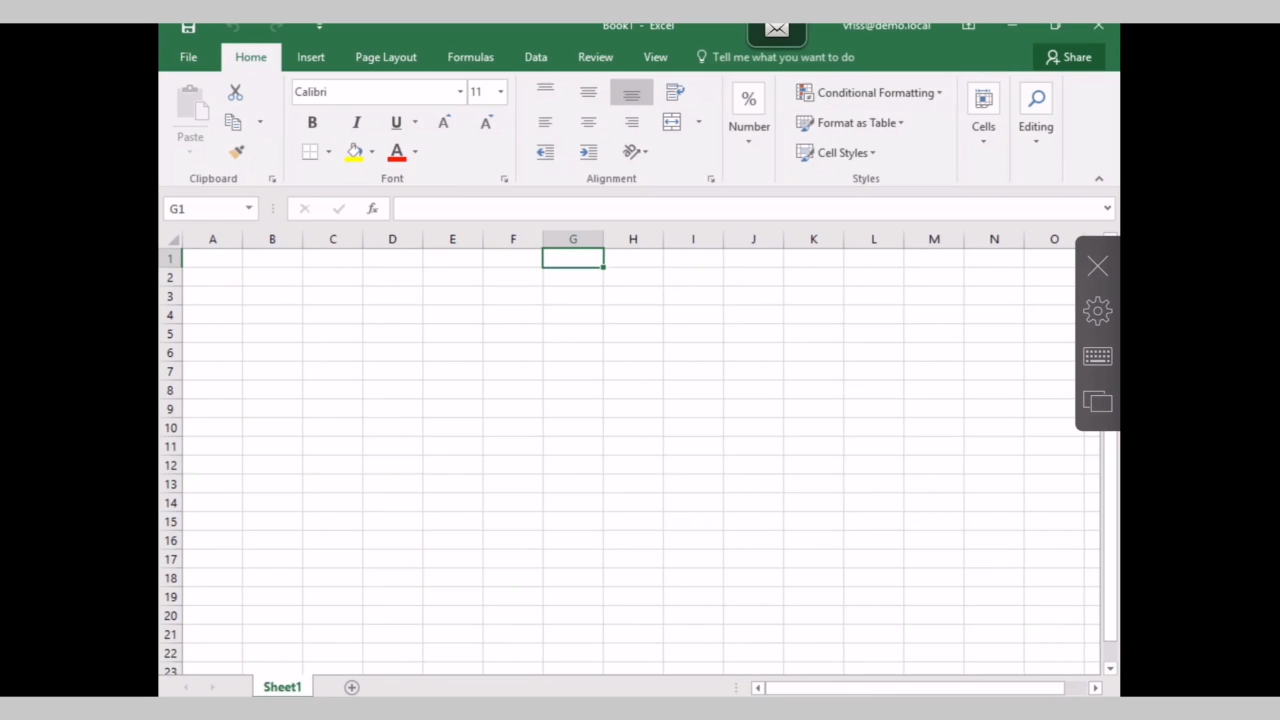 Book1 - Excel
vfiss@demo.local
File Home Insert Page Layout Formulas Data Review View Tell me what you want to do Share
Calibri 11
Conditional Formatting
Paste
B I U A A
% Number
Format as Table
Cells
Editing
A
Cell Styles
Clipboard Font Alignment Styles
G1 fx
A B C D E F G H I J K L M N O
1
2
3
4
5
6
7
8
9
10
11
12
13
14
15
16
17
18
19
20
21
22
23
Sheet1